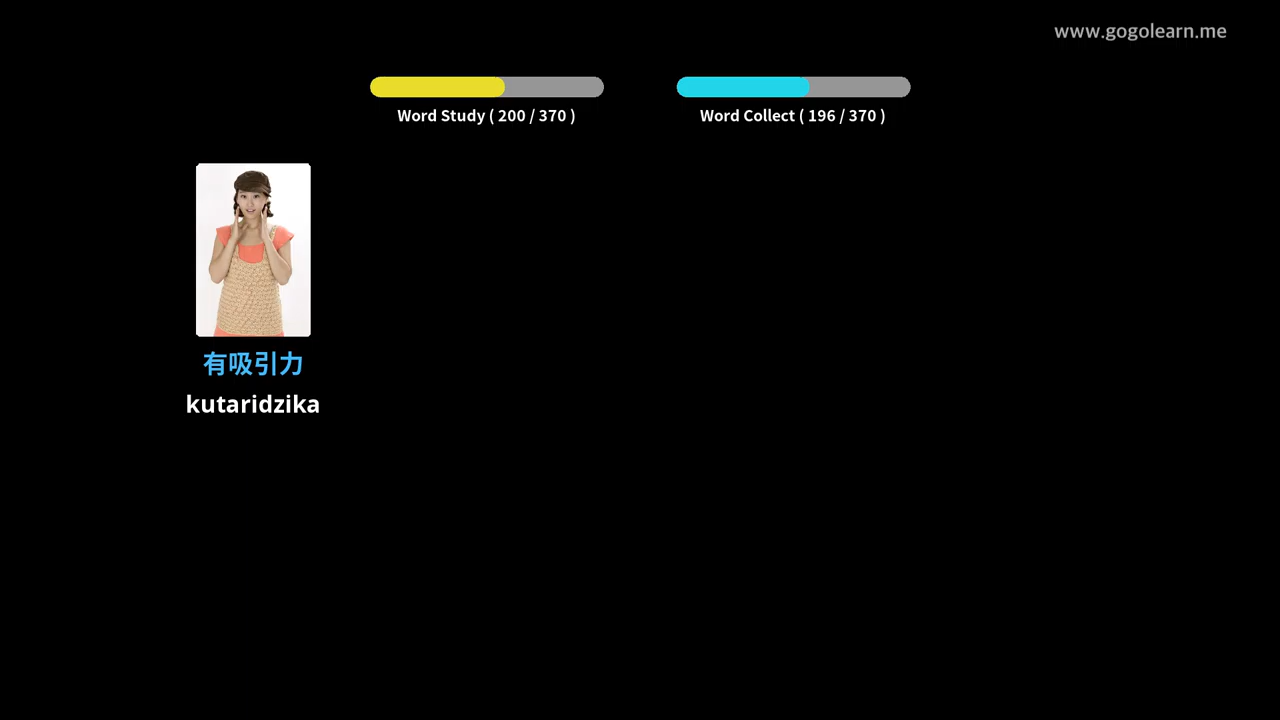 www.gogolearn.me
Word Study ( 200 / 370 )
Word Collect ( 196 / 370 )
有吸引力
kutaridzika